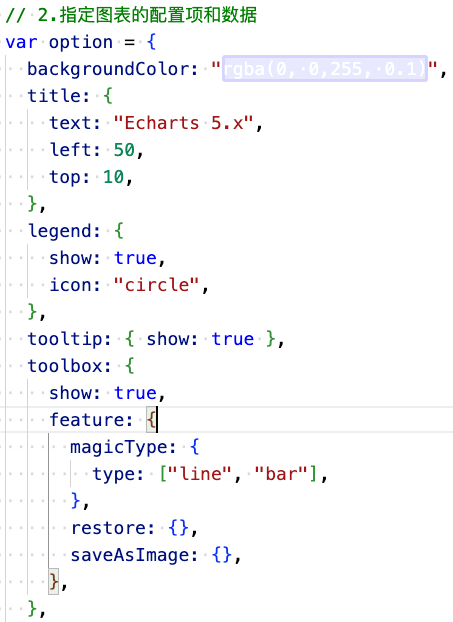 // 2.指定图表的配置项和数据
var option = {
  backgroundColor: "rgba(0, 0,255, 0.1)",
  title: {
    text: "Echarts 5.x",
    left: 50,
    top: 10,
  },
  legend: {
    show: true,
    icon: "circle",
  },
  tooltip: { show: true },
  toolbox: {
    show: true,
    feature: {
      magicType: {
        type: ["line", "bar"],
      },
      restore: {},
      saveAsImage: {},
    },
  },